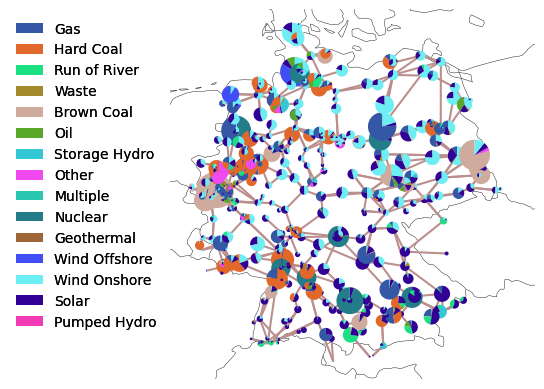 Gas
Hard Coal
Run of River
Waste
Brown Coal
Oil
Storage Hydro
Other
Multiple
Nuclear
Geothermal
Wind Offshore
Wind Onshore
Solar
Pumped Hydro